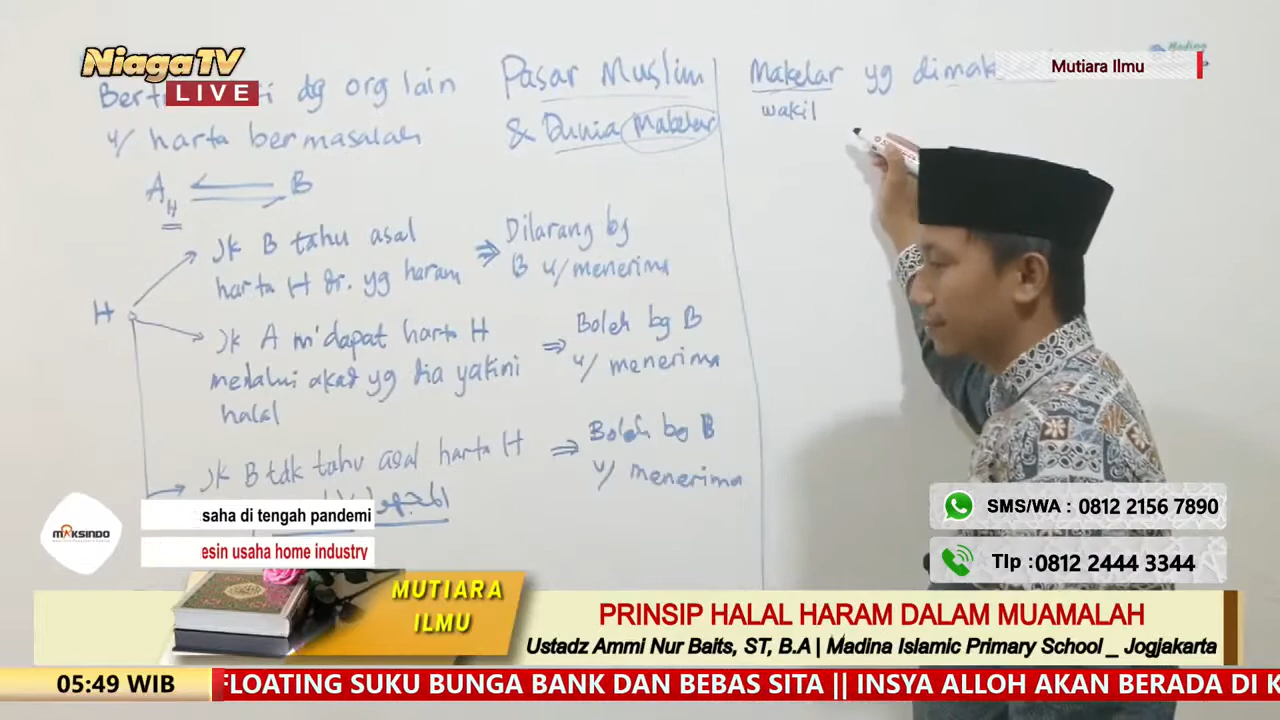 NiagaTV
LIVE
Mutiara Ilmu
dg org lain
u/ harta bermasalah
A H B
H
Jk B tahu asal
harta H dr. yg haram
Dilarang bg
B u/ menerima
Jk A m'dapat harta H
melalui akad yg dia yakini
halal
Boleh bg B
u/ menerima
Jk B tdk tahu asal harta H
Boleh bg B
u/ menerima
Pasar Muslim
& Dunia Makelar
Makelar yg
wakil
MAKSINDO
saha di tengah pandemi
esin usaha home industry
SMS/WA : 0812 2156 7890
Tlp : 0812 2444 3344
MUTIARA
ILMU
PRINSIP HALAL HARAM DALAM MUAMALAH
Ustadz Ammi Nur Baits, ST, B.A | Madina Islamic Primary School _ Jogjakarta
05:49 WIB
FLOATING SUKU BUNGA BANK DAN BEBAS SITA || INSYA ALLOH AKAN BERADA DI K